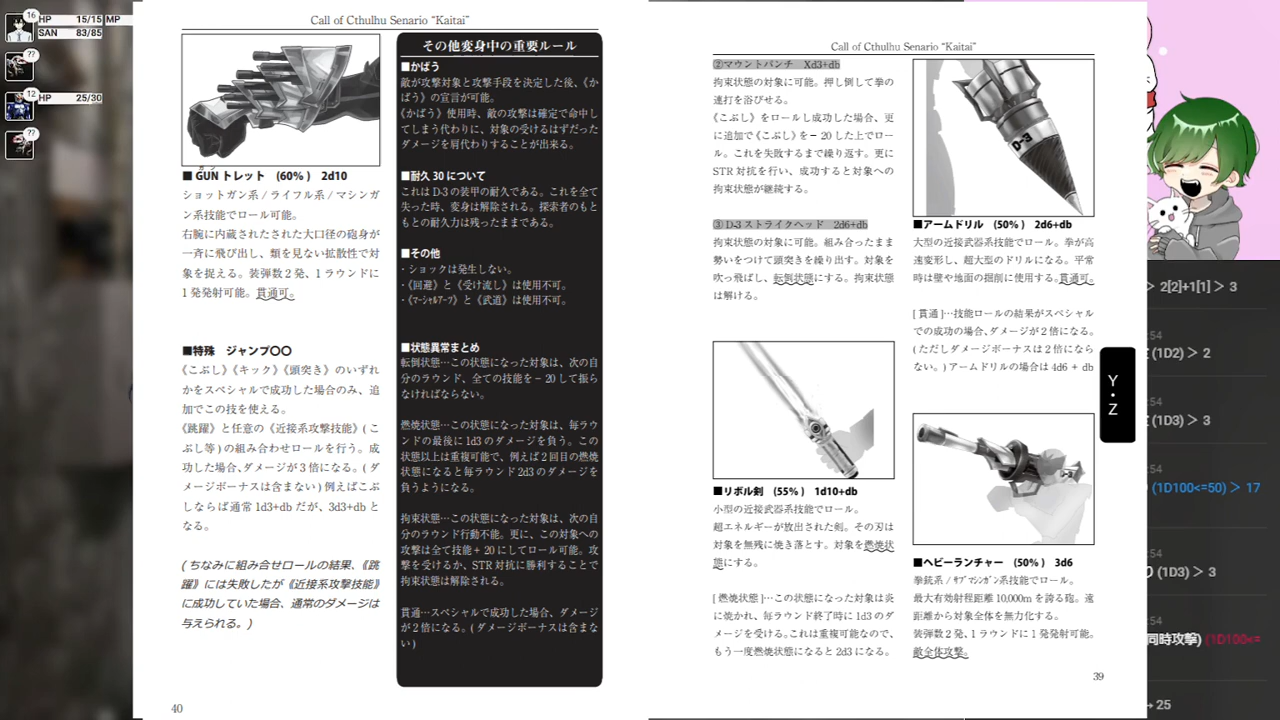 16
HP 15/15 MP
SAN 83/85
??
12
HP 25/30
??
Call of Cthulhu Senario “Kaitai”
ガン
■ GUNトレット (60%) 2d10
ショットガン系 / ライフル系 / マシンガ
ン系技能でロール可能。
右腕に内蔵されたされた大口径の砲身が
一斉に飛び出し、類を見ない拡散性で対
象を捉える。装弾数 2 発、1 ラウンドに
1 発発射可能。貫通可。
■特殊 ジャンプ〇〇
《こぶし》《キック》《頭突き》のいずれ
かをスペシャルで成功した場合のみ、追
加でこの技を使える。
《跳躍》と任意の《近接系攻撃技能》( こ
ぶし等 ) の組み合わせロールを行う。成
功した場合、ダメージが 3 倍になる。( ダ
メージボーナスは含まない ) 例えばこぶ
しならば通常 1d3+db だが、3d3+db と
なる。
( ちなみに組み合せロールの結果、《跳
躍》には失敗したが《近接系攻撃技能》
に成功していた場合、通常のダメージは
与えられる。)
40
その他変身中の重要ルール
■かばう
敵が攻撃対象と攻撃手段を決定した後、《か
ばう》の宣言が可能。
《かばう》使用時、敵の攻撃は確定で命中し
てしまう代わりに、対象の受けるはずだった
ダメージを肩代わりすることが出来る。
■耐久 30 について
これは D-3 の装甲の耐久である。これを全て
失った時、変身は解除される。探索者のもと
もとの耐久力は残ったままである。
■その他
・ショックは発生しない。
・《回避》と《受け流し》は使用不可。
・《ﾏｰｼｬﾙｱｰﾂ》と《武道》は使用不可。
■状態異常まとめ
転倒状態…この状態になった対象は、次の自
分のラウンド、全ての技能を－ 20 して振ら
なければならない。
燃焼状態…この状態になった対象は、毎ラウ
ンドの最後に 1d3 のダメージを負う。この
状態以上は重複可能で、例えば 2 回目の燃焼
状態になると毎ラウンド 2d3 のダメージを
負うようになる。
拘束状態…この状態になった対象は、次の自
分のラウンド行動不能。更に、この対象への
攻撃は全て技能＋ 20 にしてロール可能。攻
撃を受けるか、STR 対抗に勝利することで
拘束状態は解除される。
貫通…スペシャルで成功した場合、ダメージ
が 2 倍になる。( ダメージボーナスは含まな
い )
Call of Cthulhu Senario “Kaitai”
②マウントパンチ Xd3+db
拘束状態の対象に可能。押し倒して拳の
連打を浴びせる。
《こぶし》をロールし成功した場合、更
に追加で《こぶし》を－ 20 した上でロー
ル。これを失敗するまで繰り返す。更に
STR 対抗を行い、成功すると対象への
拘束状態が継続する。
③ D-3 ストライクヘッド 2d6+db
拘束状態の対象に可能。組み合ったまま
勢いをつけて頭突きを繰り出す。対象を
吹っ飛ばし、転倒状態にする。拘束状態
は解ける。
■リボル剣 (55%) 1d10+db
小型の近接武器系技能でロール。
超エネルギーが放出された剣。その刃は
対象を無残に焼き落とす。対象を燃焼状
態にする。
[ 燃焼状態 ]…この状態になった対象は炎
に焼かれ、毎ラウンド終了時に 1d3 のダ
メージを受ける。これは重複可能なので、
もう一度燃焼状態になると 2d3 になる。
D-3
■アームドリル (50%) 2d6+db
大型の近接武器系技能でロール。拳が高
速変形し、超大型のドリルになる。平常
時は壁や地面の掘削に使用する。貫通可。
[ 貫通 ]…技能ロールの結果がスペシャル
での成功の場合、ダメージが 2 倍になる。
( ただしダメージボーナスは 2 倍になら
ない。) アームドリルの場合は 4d6 + db
■ヘビーランチャー (50%) 3d6
拳銃系 / ｻﾌﾞﾏｼﾝｶﾞﾝ系技能でロール。
最大有効射程距離 10,000m を誇る砲。遠
距離から対象全体を無力化する。
装弾数 2 発、1 ラウンドに 1 発発射可能。
敵全体攻撃。
39
Y・Z
> 2[2]+1[1] > 3
:54
(1D2) > 2
:54
(1D3) > 3
:54
(1D100<=50) > 17
:54
(1D3) > 3
:54
同時攻撃) (1D100<=
25